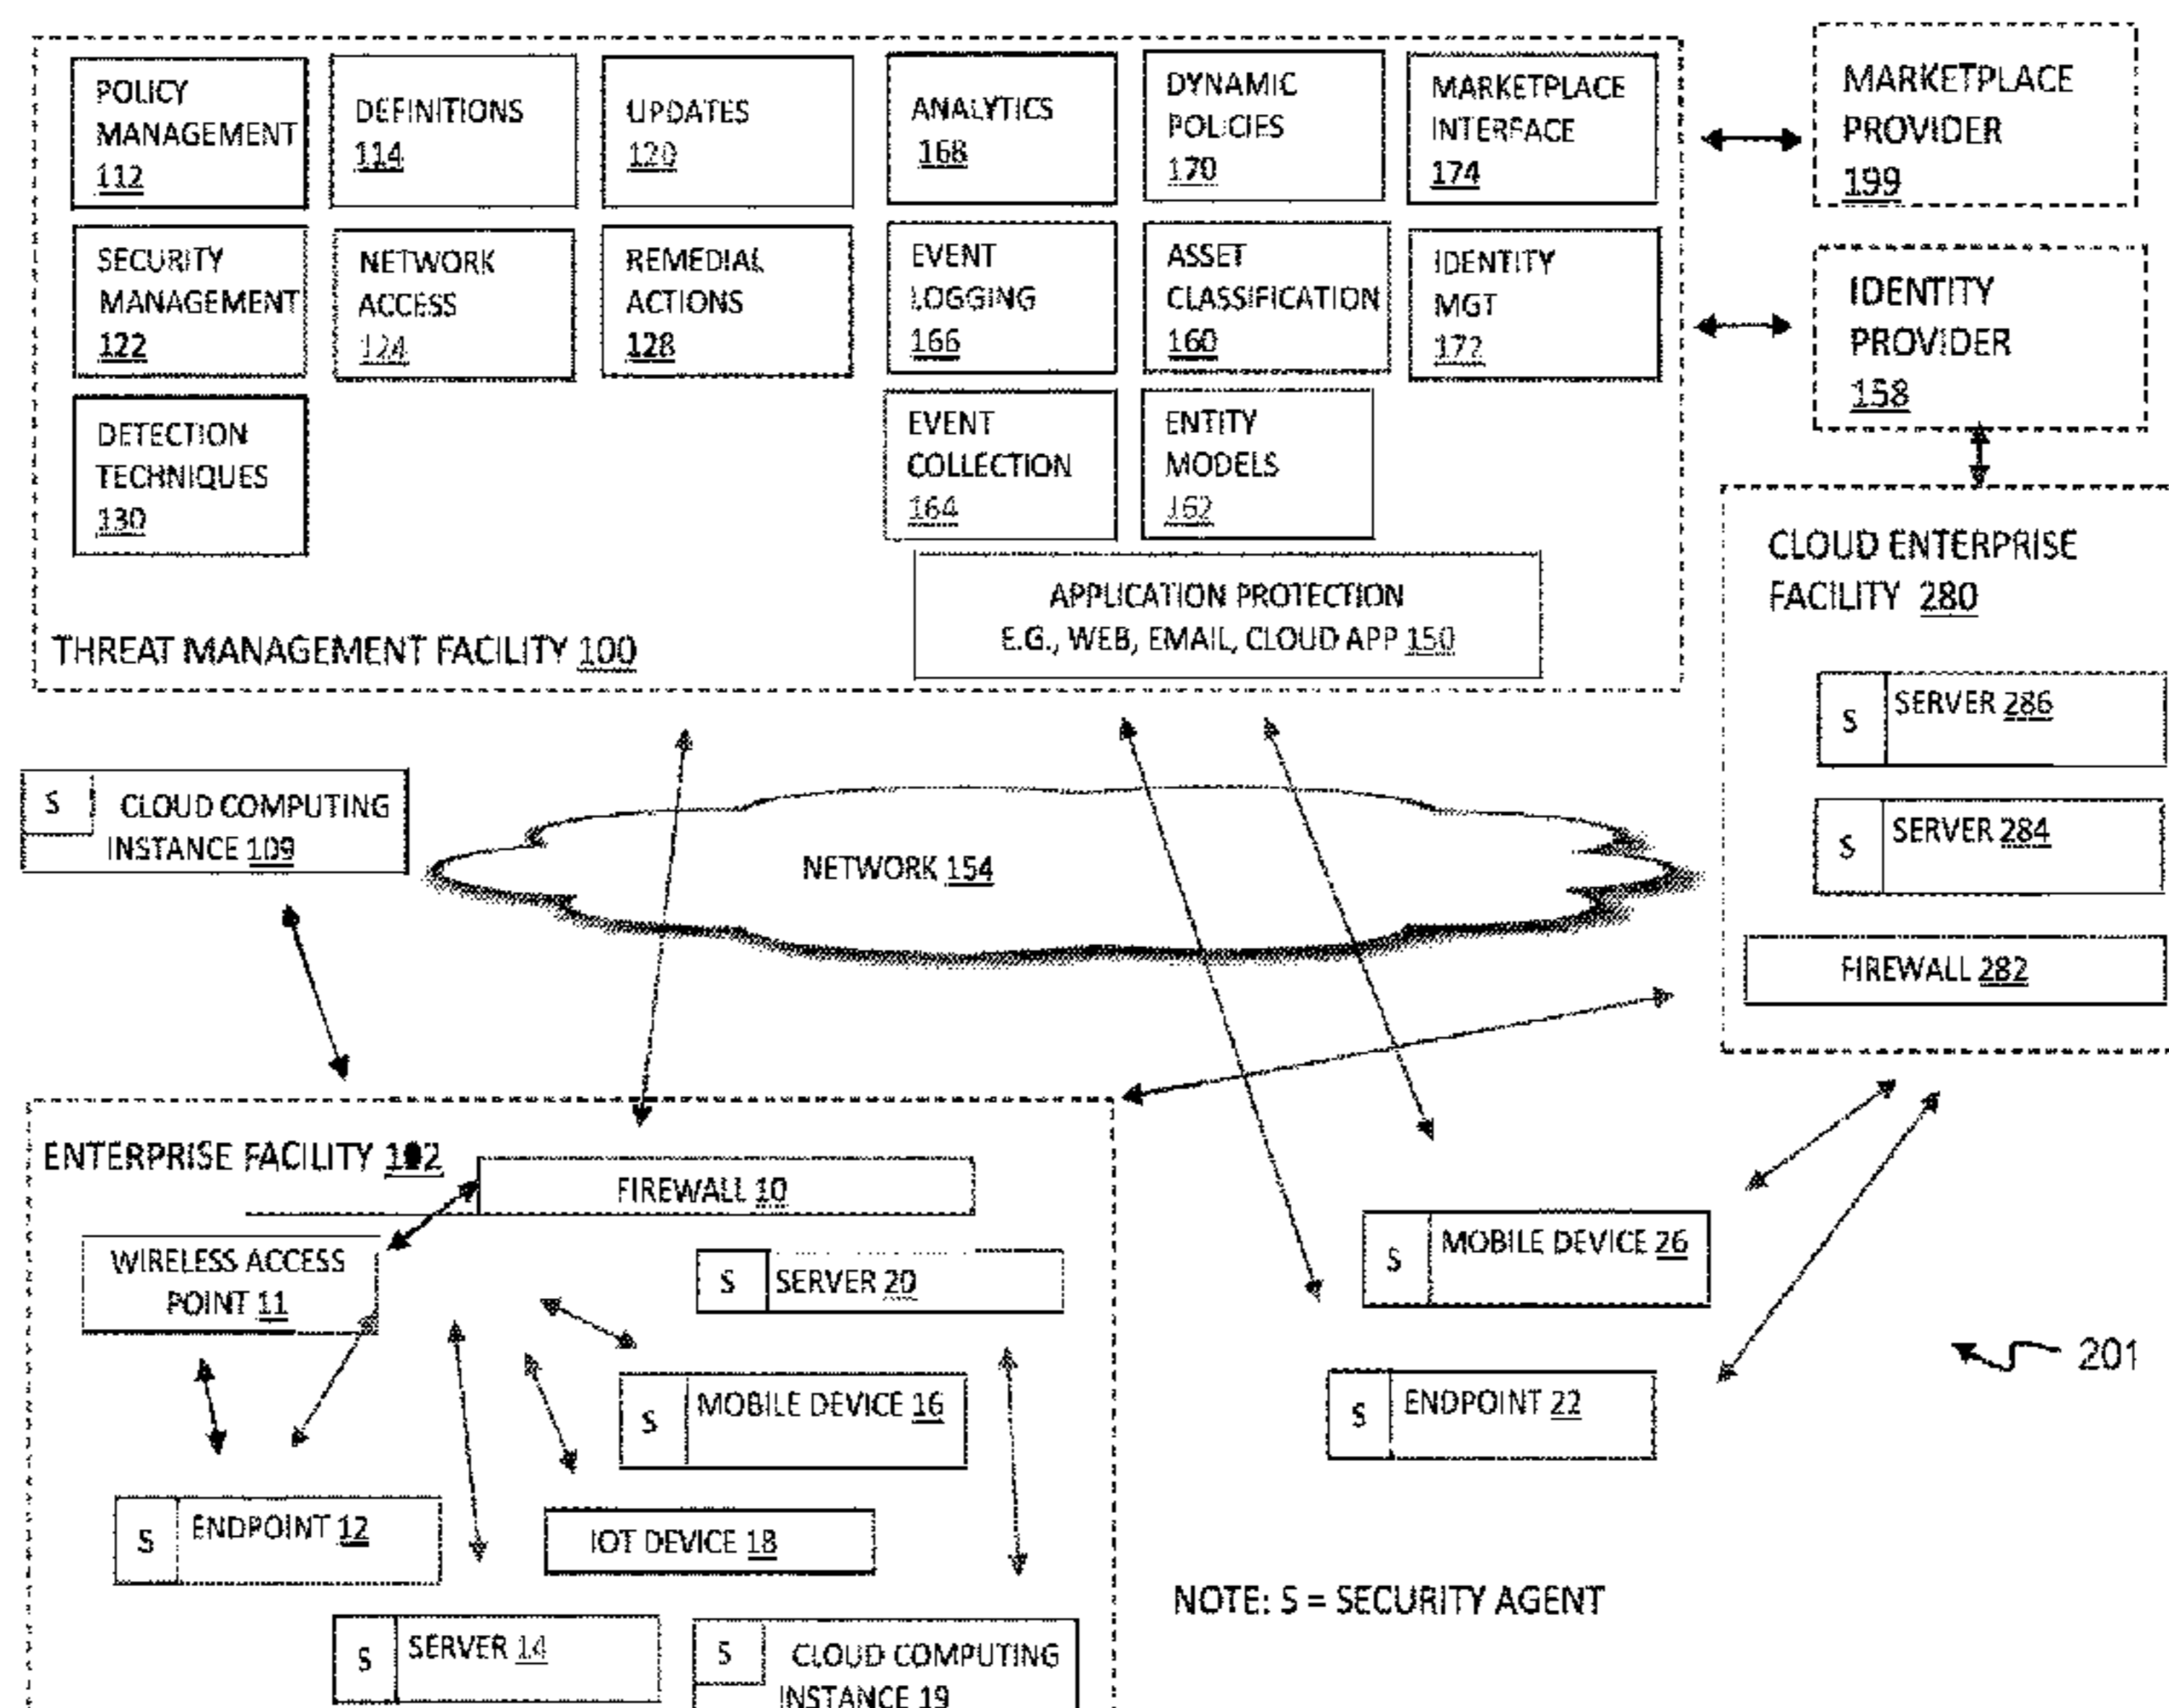 POLICY
MANAGEMENT
112
DEFINITIONS
114
UPDATES
120
ANALYTICS
168
DYNAMIC
POLICIES
170
MARKETPLACE
INTERFACE
174
MARKETPLACE
PROVIDER
199
SECURITY
MANAGEMENT
122
NETWORK
ACCESS
124
REMEDIAL
ACTIONS
128
EVENT
LOGGING
166
ASSET
CLASSIFICATION
160
IDENTITY
MGT
172
IDENTITY
PROVIDER
158
DETECTION
TECHNIQUES
130
EVENT
COLLECTION
164
ENTITY
MODELS
162
APPLICATION PROTECTION
E.G., WEB, EMAIL, CLOUD APP 150
THREAT MANAGEMENT FACILITY 100
CLOUD ENTERPRISE
FACILITY 280
S SERVER 286
S SERVER 284
FIREWALL 282
S CLOUD COMPUTING
INSTANCE 109
NETWORK 154
ENTERPRISE FACILITY 102
FIREWALL 10
WIRELESS ACCESS
POINT 11
S SERVER 20
S MOBILE DEVICE 16
S ENDPOINT 12
IOT DEVICE 18
S SERVER 14
S CLOUD COMPUTING
INSTANCE 19
S MOBILE DEVICE 26
S ENDPOINT 22
201
NOTE: S = SECURITY AGENT